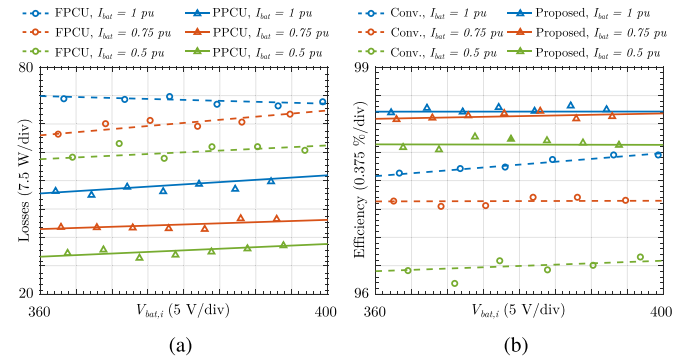 FPCU, I_bat = 1 pu PPCU, I_bat = 1 pu
FPCU, I_bat = 0.75 pu PPCU, I_bat = 0.75 pu
FPCU, I_bat = 0.5 pu PPCU, I_bat = 0.5 pu
80
Losses (7.5 W/div)
20
360 V_bat,i (5 V/div) 400
(a)
Conv., I_bat = 1 pu Proposed, I_bat = 1 pu
Conv., I_bat = 0.75 pu Proposed, I_bat = 0.75 pu
Conv., I_bat = 0.5 pu Proposed, I_bat = 0.5 pu
99
Efficiency (0.375 %/div)
96
360 V_bat,i (5 V/div) 400
(b)